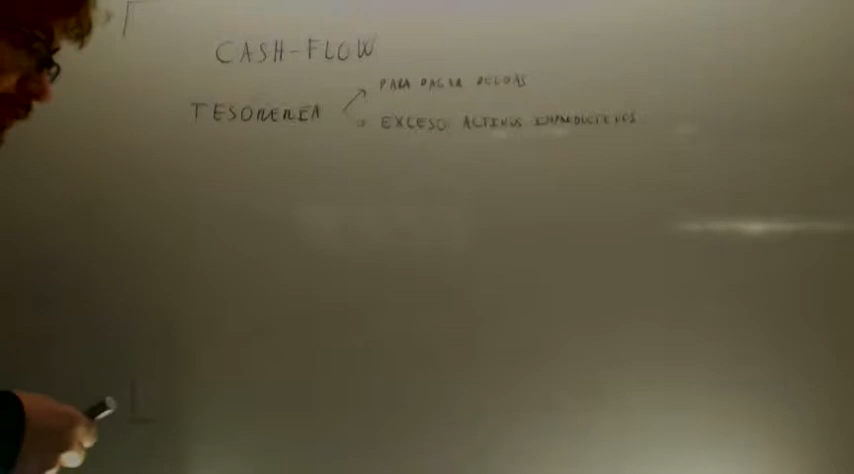 CASH-FLOW
PARA PAGAR DEUDAS
TESORERIA
EXCESO: ACTIVOS IMPRODUCTIVOS